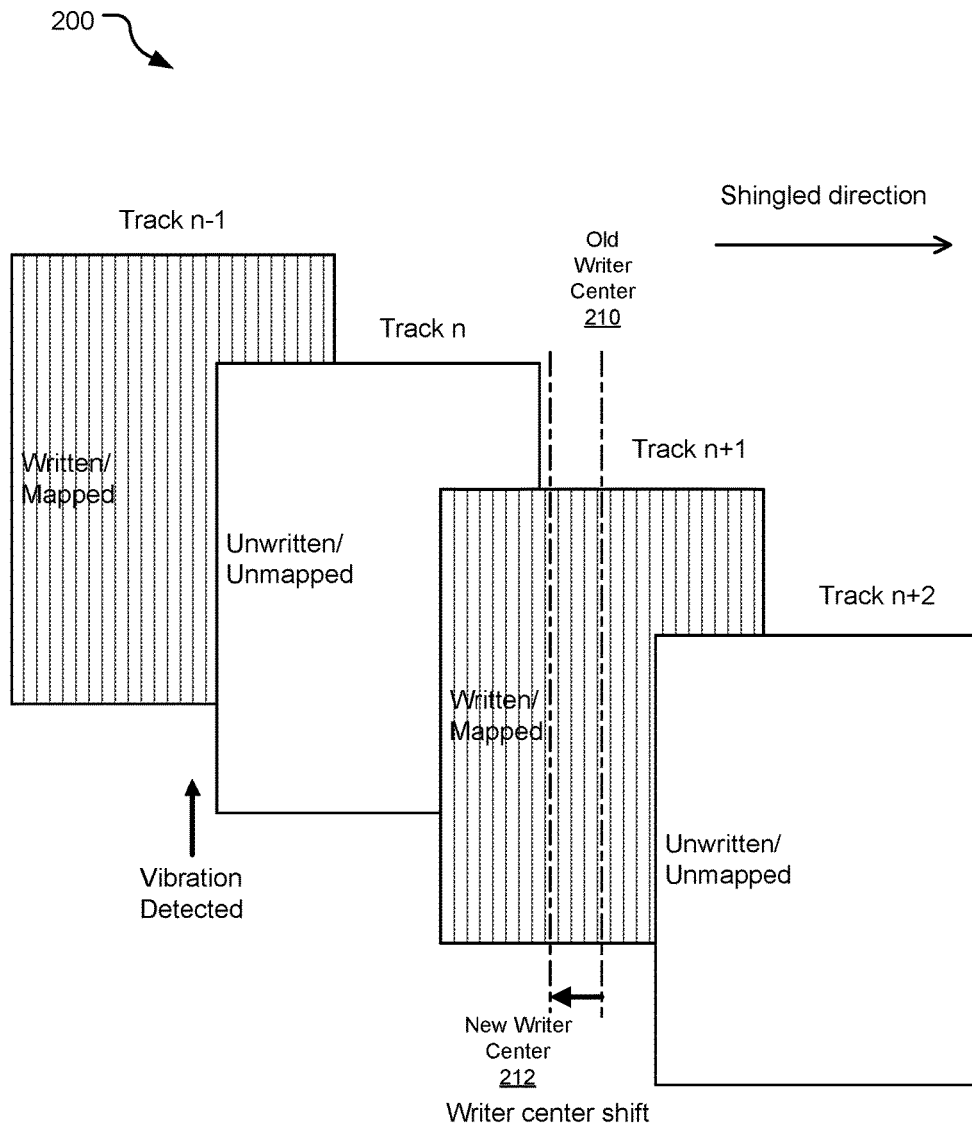 200
Track n-1
Shingled direction
Old
Writer
Center
210
Track n
Track n+1
Written/
Mapped
Unwritten/
Unmapped
Track n+2
Written/
Mapped
Unwritten/
Unmapped
Vibration
Detected
New Writer
Center
212
Writer center shift